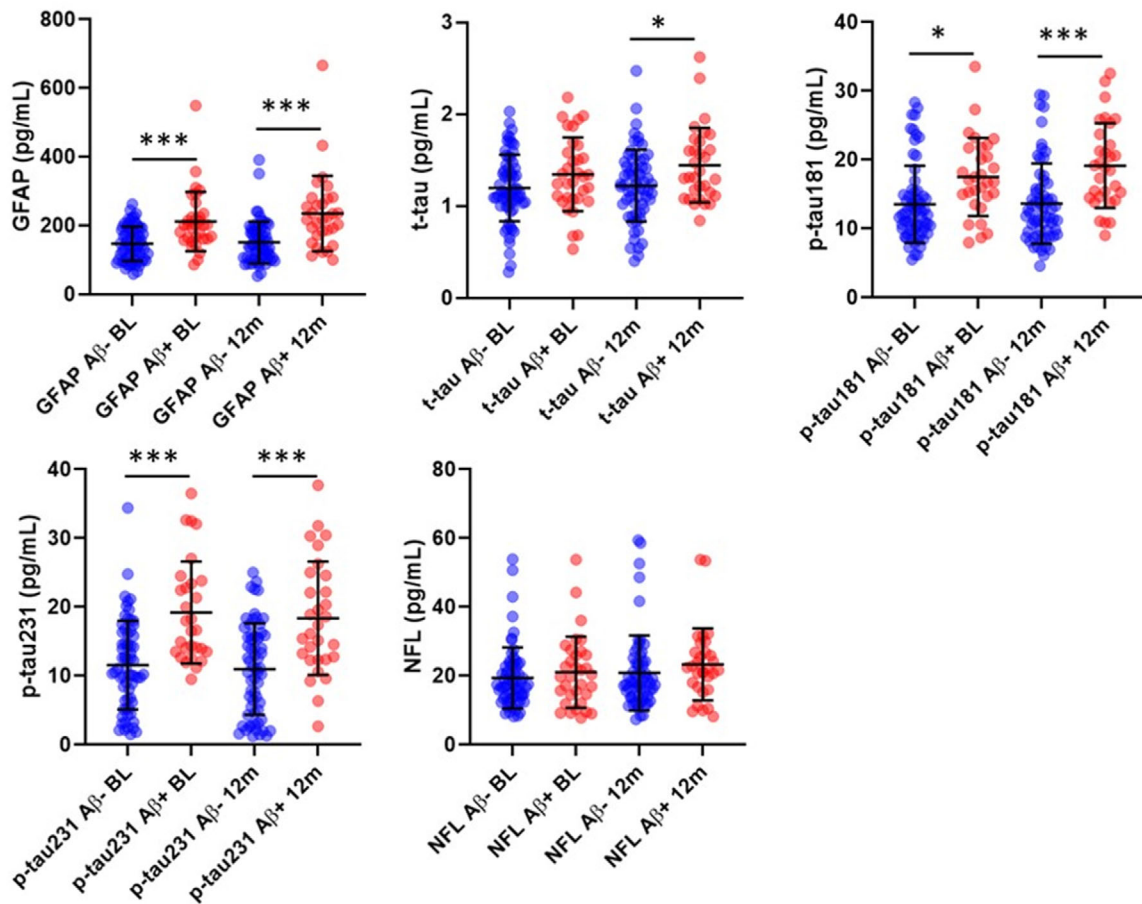 GFAP (pg/mL)
800
600
400
200
0
***
***
GFAP Aβ- BL
GFAP Aβ+ BL
GFAP Aβ- 12m
GFAP Aβ+ 12m
t-tau (pg/mL)
3
2
1
0
*
t-tau Aβ- BL
t-tau Aβ+ BL
t-tau Aβ- 12m
t-tau Aβ+ 12m
p-tau181 (pg/mL)
40
30
20
10
0
*
***
p-tau181 Aβ- BL
p-tau181 Aβ+ BL
p-tau181 Aβ- 12m
p-tau181 Aβ+ 12m
p-tau231 (pg/mL)
40
30
20
10
0
***
***
p-tau231 Aβ- BL
p-tau231 Aβ+ BL
p-tau231 Aβ- 12m
p-tau231 Aβ+ 12m
NFL (pg/mL)
80
60
40
20
0
NFL Aβ- BL
NFL Aβ+ BL
NFL Aβ- 12m
NFL Aβ+ 12m